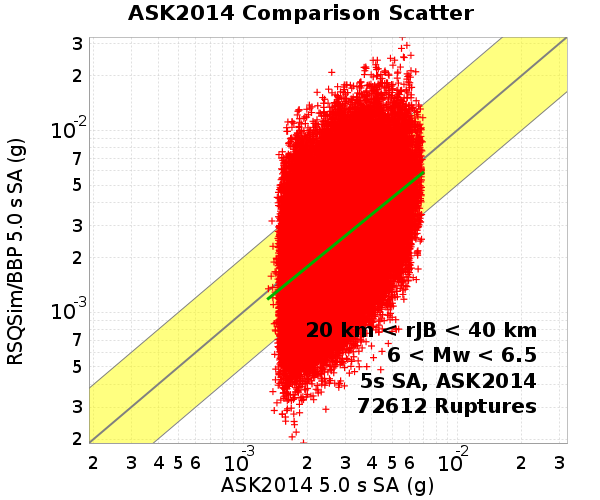 ASK2014 Comparison Scatter
RSQSim/BBP 5.0 s SA (g)
3
2
10-2
7
5
3
2
10-3
7
5
3
2
20 km < rJB < 40 km
6 < Mw < 6.5
5s SA, ASK2014
72612 Ruptures
2 3 4 5 6 10-3 2 3 4 5 6 10-2 2 3
ASK2014 5.0 s SA (g)